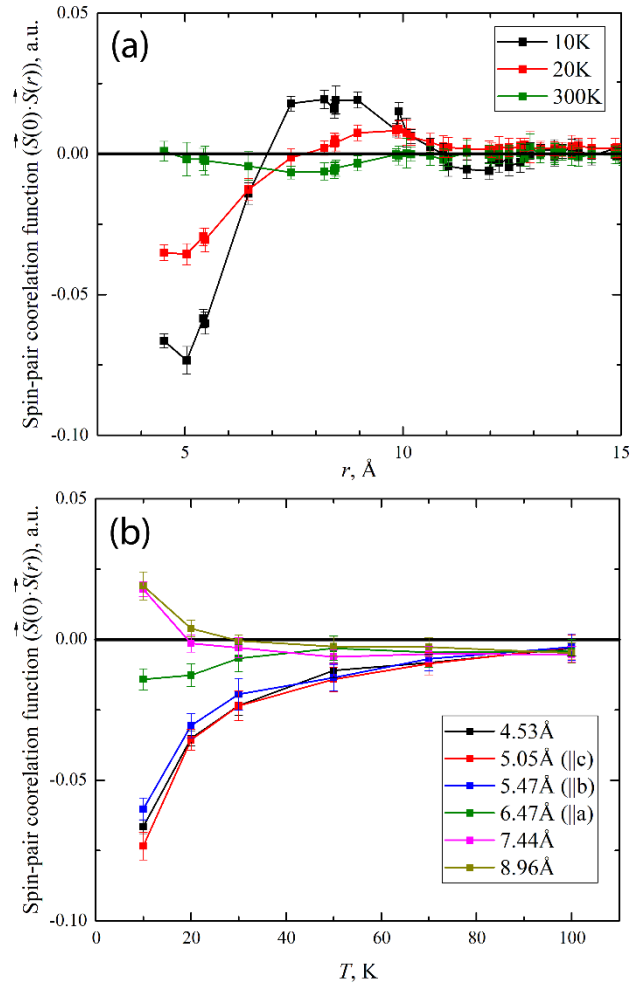 (a)
10K
20K
300K
0.05
0.00
-0.05
-0.10
Spin-pair coorelation function (S(0)·S(r)), a.u.
5
10
15
r, Å
(b)
0.05
0.00
-0.05
-0.10
Spin-pair coorelation function (S(0)·S(r)), a.u.
4.53Å
5.05Å (||c)
5.47Å (||b)
6.47Å (||a)
7.44Å
8.96Å
0
20
40
60
80
100
T, K